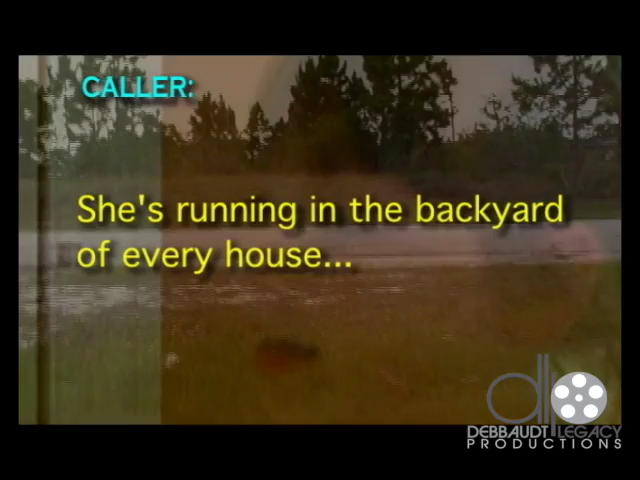 CALLER:
She's running in the backyard
of every house...
DEBBAUDT LEGACY
PRODUCTIONS